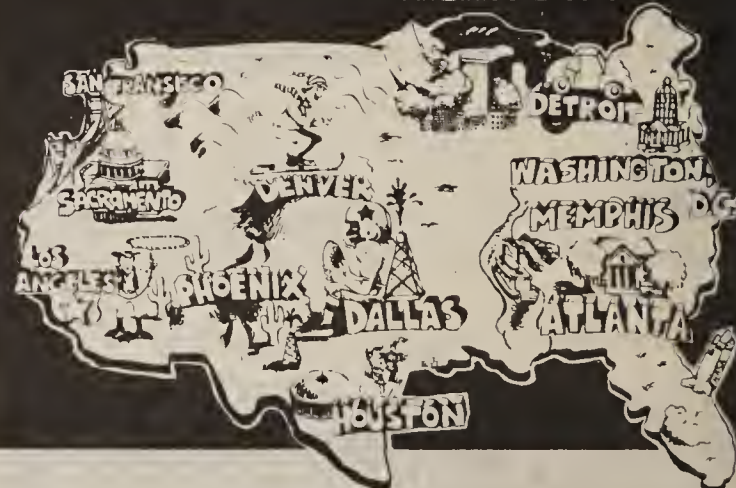 SAN FRANSICO
DETROIT
WASHINGTON,
D.C.
SACRAMENTO
DENVER
MEMPHIS
LOS
ANGELES
PHOENIX
DALLAS
ATLANTA
HOUSTON